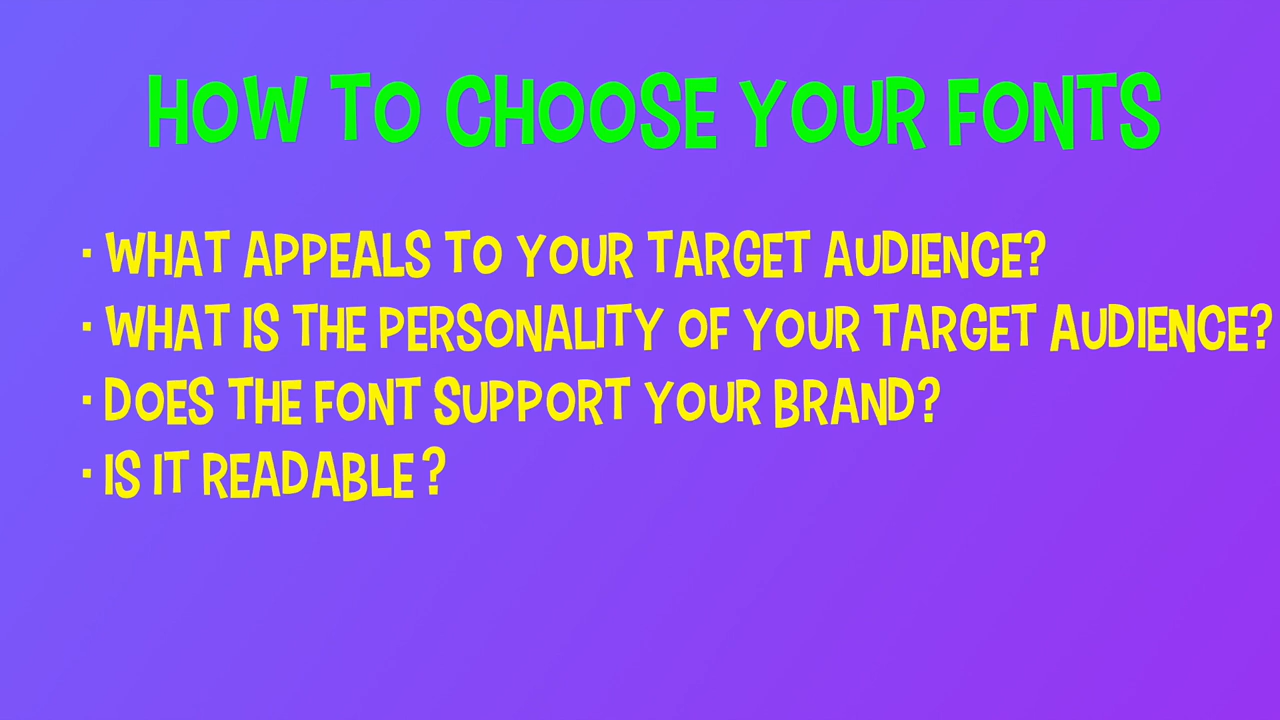 HOW TO CHOOSE YOUR FONTS
· WHAT APPEALS TO YOUR TARGET AUDIENCE?
· WHAT IS THE PERSONALITY OF YOUR TARGET AUDIENCE?
· DOES THE FONT SUPPORT YOUR BRAND?
· IS IT READABLE?